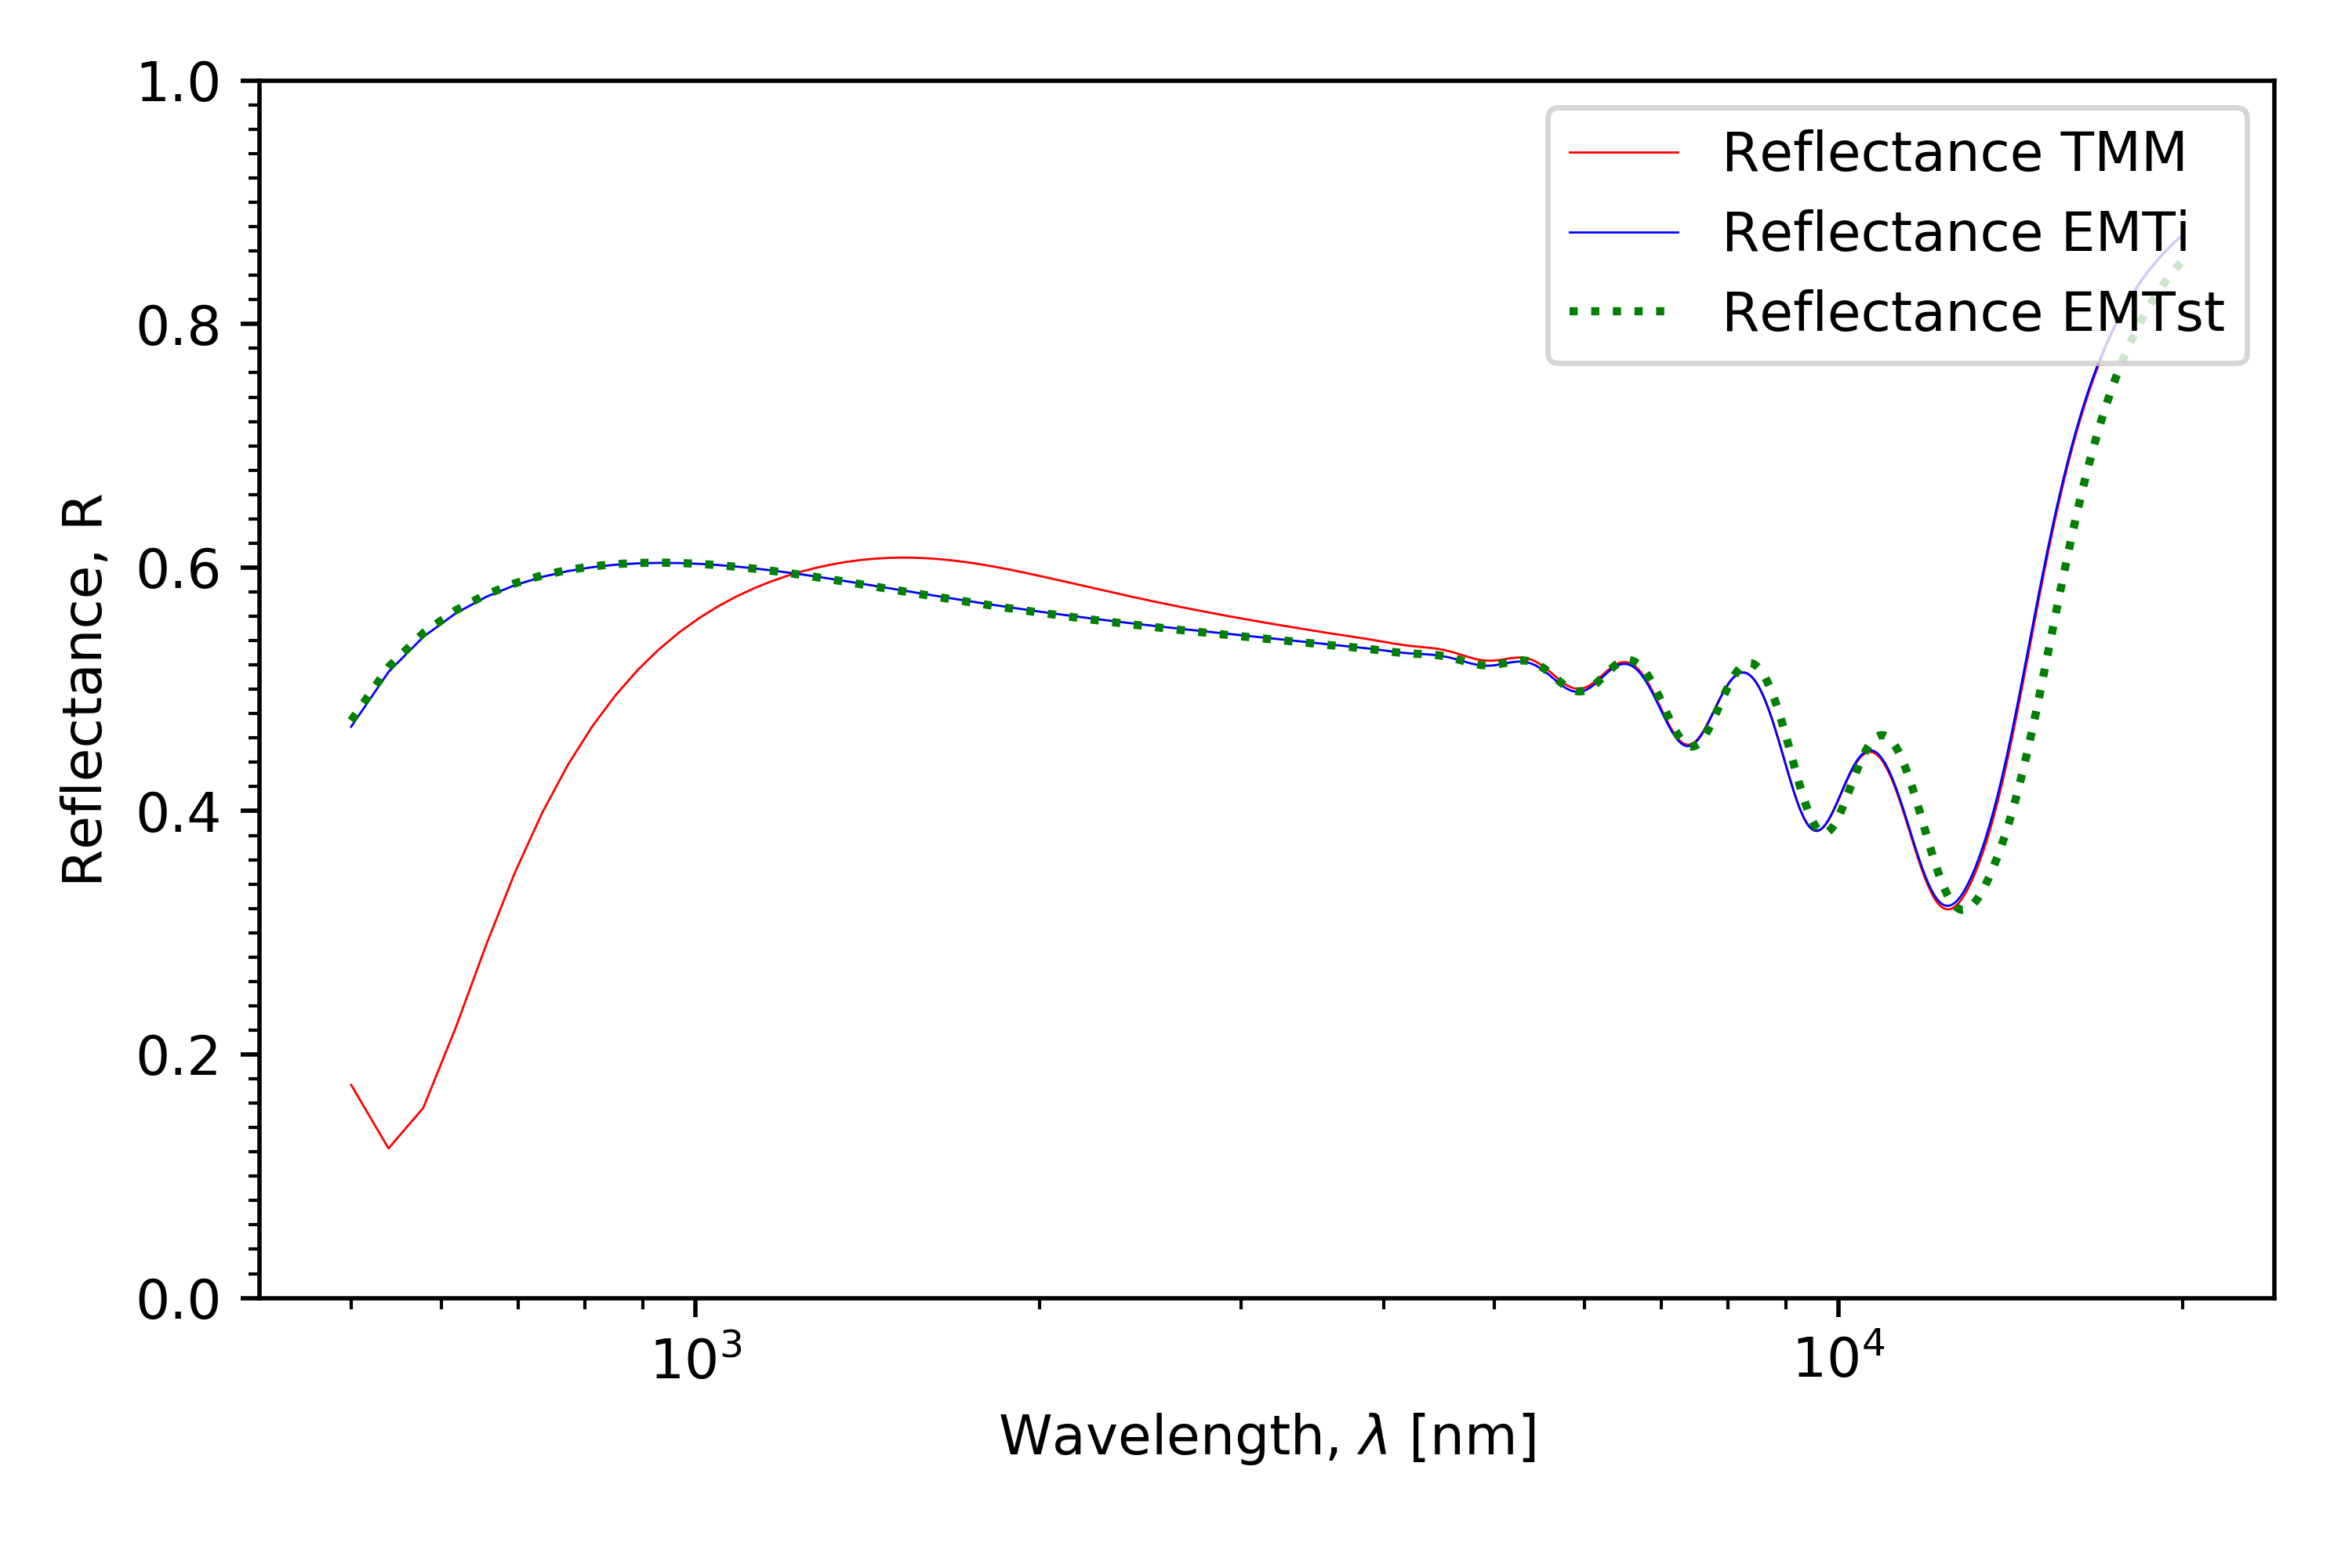 1.0
0.8
0.6
0.4
0.2
0.0
Reflectance, R
Reflectance TMM
Reflectance EMTi
Reflectance EMTst
10³
10⁴
Wavelength, λ [nm]